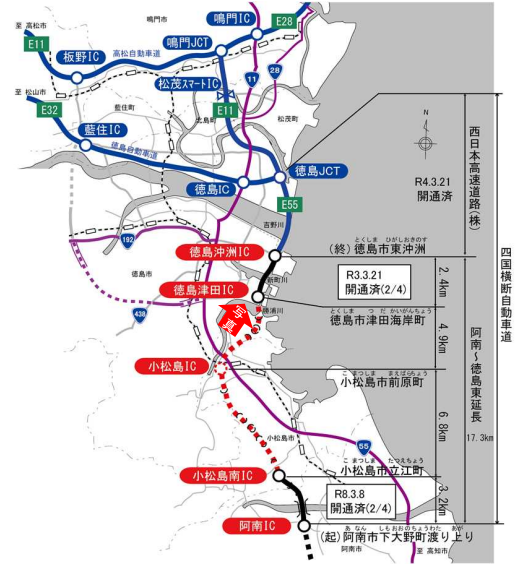 至 高松市
E11
鳴門市
鳴門IC
E28
鳴門JCT
高松自動車道
板野IC
松茂スマートIC
11
28
至 松山市
E32
藍住町
北島町
E11
松茂町
藍住IC
徳島自動車道
徳島JCT
徳島IC
E55
吉野川
N
R4.3.21
開通済
西日本高速道路(株)
四国横断自動車道
192
徳島沖洲IC
とくしま ひがしおきのす
(終)徳島市東沖洲
徳島市
新町川
R3.3.21
開通済(2/4)
2.4km
徳島津田IC
438
勝浦川
写真
とくしま つだかいがんちょう
徳島市津田海岸町
4.9km
阿南~徳島東延長
17.3km
小松島IC
こまつしま まえばらちょう
小松島市前原町
6.8km
小松島市
55
こまつしま たつえちょう
小松島市立江町
小松島南IC
R8.3.8
開通済(2/4)
3.2km
阿南IC
あなん しもおおのちょうわた あが
(起)阿南市下大野町渡り上り
阿南市
至 高知市